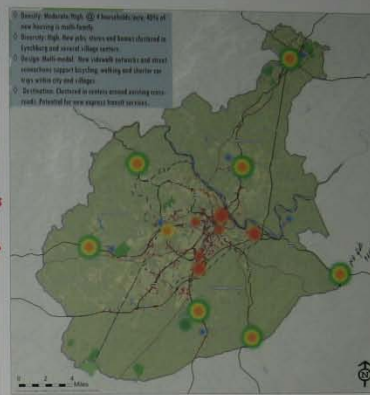 ◊ Density: Moderate/High @ 4 households/acre. 40% of
new housing is multi-family.
◊ Diversity: High. New jobs, stores and homes clustered in
Lynchburg and several village centers.
◊ Design: Multi-modal. New sidewalk networks and street
connections support bicycling, walking and shorter car
trips within city and villages.
◊ Destination: Clustered in centers around existing cross-
roads. Potential for new express transit services.
0 2 4
Miles
N